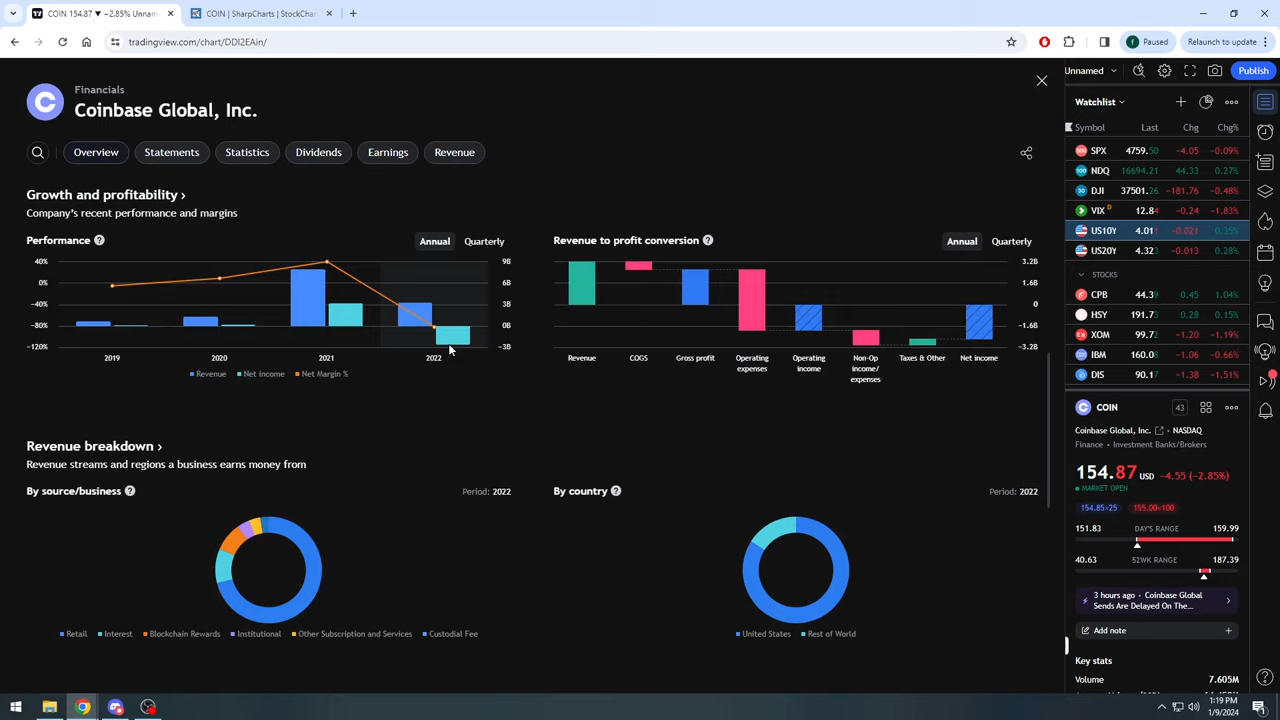 COIN 154.87 ▼ −2.85% Unnam
COIN | SharpCharts | StockChar
tradingview.com/chart/DDI2EAin/
Paused
Relaunch to update
Financials
Coinbase Global, Inc.
Overview
Statements
Statistics
Dividends
Earnings
Revenue
Growth and profitability ›
Company's recent performance and margins
Performance
Annual
Quarterly
40%
0%
−40%
−80%
−120%
9B
6B
3B
0B
−3B
2019
2020
2021
2022
Revenue
Net income
Net Margin %
Revenue to profit conversion
Annual
Quarterly
3.2B
1.6B
0
−1.6B
−3.2B
Revenue
COGS
Gross profit
Operating
expenses
Operating
income
Non-Op
income/
expenses
Taxes & Other
Net income
Revenue breakdown ›
Revenue streams and regions a business earns money from
By source/business
Period: 2022
Retail
Interest
Blockchain Rewards
Institutional
Other Subscription and Services
Custodial Fee
By country
Period: 2022
United States
Rest of World
Unnamed
Publish
Watchlist
Symbol Last Chg Chg%
SPX 4759.50 −4.05 −0.09%
NDQ 16694.21 44.33 0.27%
DJI 37501.26 −181.76 −0.48%
VIX D 12.84 −0.24 −1.83%
US10Y 4.011 −0.021 0.35%
US20Y 4.323 −0.013 0.28%
STOCKS
CPB 44.39 0.45 1.04%
HSY 191.73 0.28 0.15%
XOM 99.72 −1.20 −1.19%
IBM 160.08 −1.06 −0.66%
DIS 90.17 −1.38 −1.51%
COIN
43
Coinbase Global, Inc. • NASDAQ
Finance • Investment Banks/Brokers
154.87 USD −4.55 (−2.85%)
MARKET OPEN
154.85×25
155.00×100
151.83 DAY'S RANGE 159.99
40.63 52WK RANGE 187.39
3 hours ago • Coinbase Global
Sends Are Delayed On The...
Add note
Key stats
Volume 7.605M
1:19 PM
1/9/2024